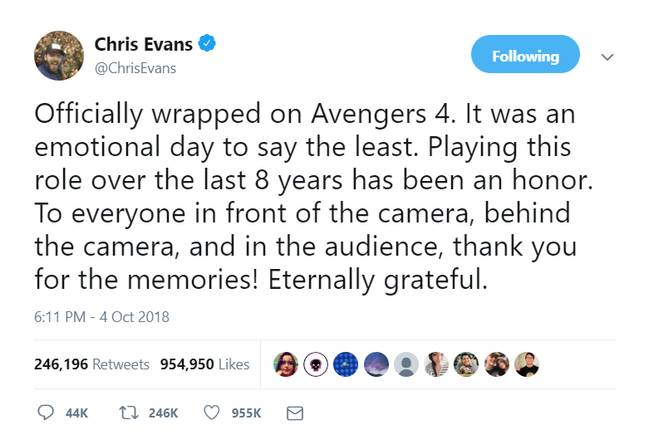 Chris Evans
@ChrisEvans
Following
Officially wrapped on Avengers 4. It was an
emotional day to say the least. Playing this
role over the last 8 years has been an honor.
To everyone in front of the camera, behind
the camera, and in the audience, thank you
for the memories! Eternally grateful.
6:11 PM - 4 Oct 2018
246,196 Retweets 954,950 Likes
44K 246K 955K